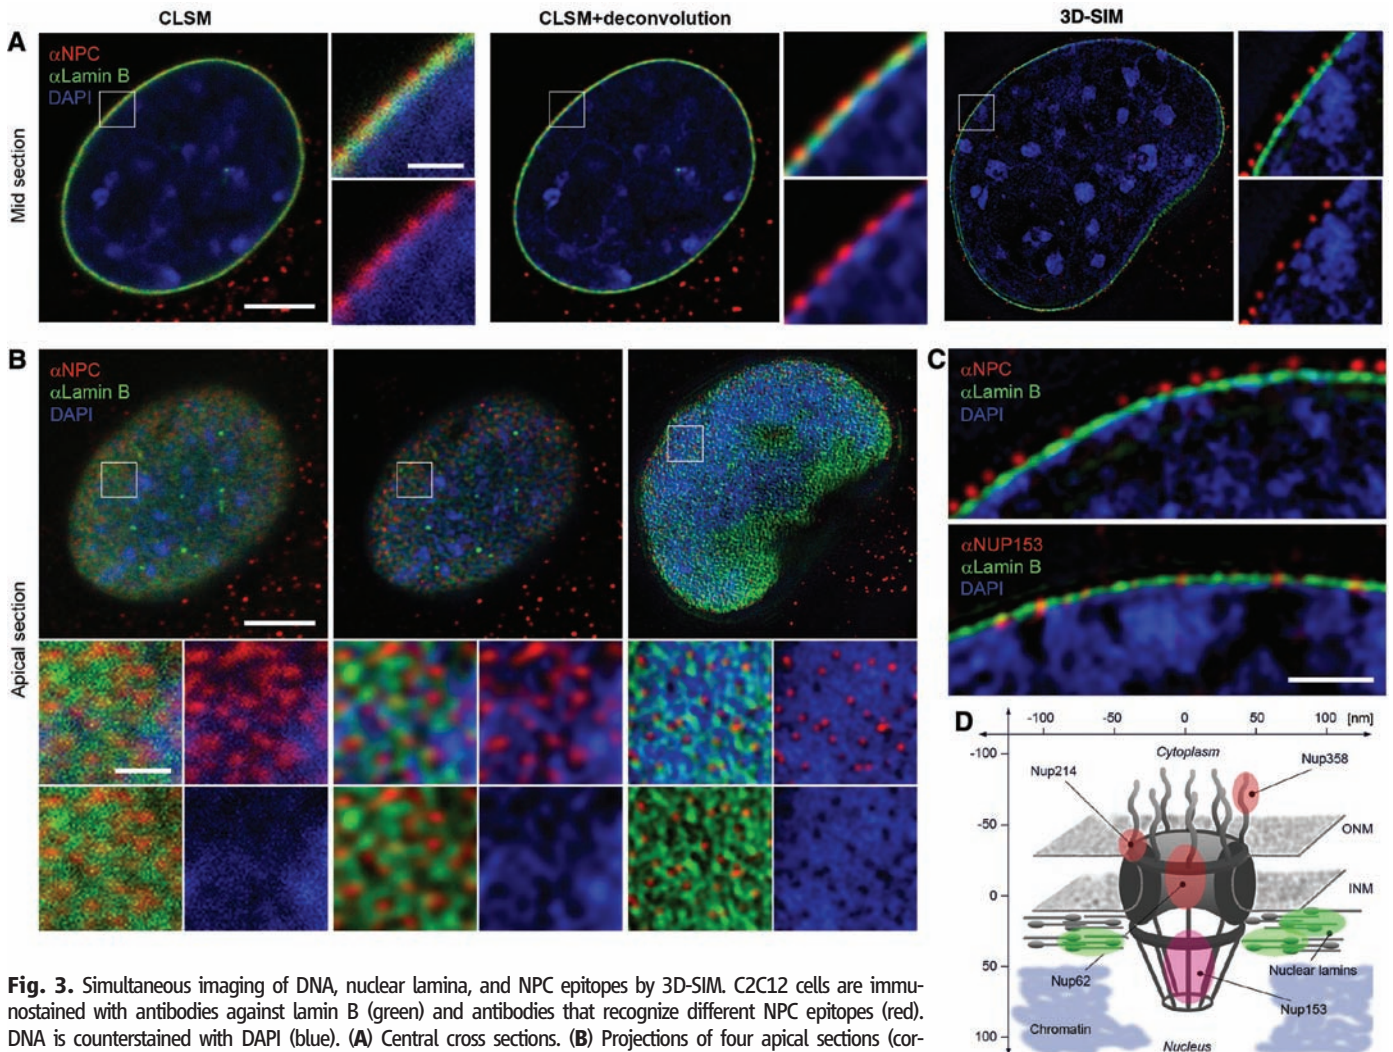 CLSM
CLSM+deconvolution
3D-SIM
A
αNPC
αLamin B
DAPI
Mid section
B
αNPC
αLamin B
DAPI
Apical section
C
αNPC
αLamin B
DAPI
αNUP153
αLamin B
DAPI
D
-100 -50 0 50 100 [nm]
-100
-50
0
50
100
Cytoplasm
Nup214
Nup358
ONM
INM
Nup62
Nuclear lamins
Nup153
Chromatin
Nucleus
Fig. 3. Simultaneous imaging of DNA, nuclear lamina, and NPC epitopes by 3D-SIM. C2C12 cells are immu-
nostained with antibodies against lamin B (green) and antibodies that recognize different NPC epitopes (red).
DNA is counterstained with DAPI (blue). (A) Central cross sections. (B) Projections of four apical sections (cor-